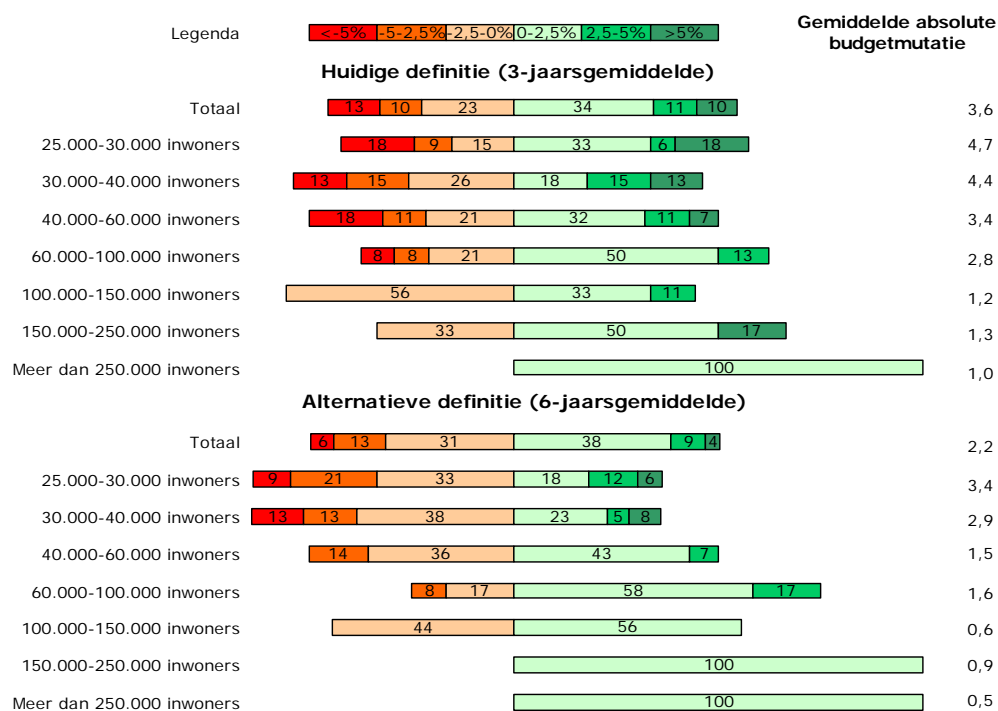 Gemiddelde absolute
budgetmutatie
Legenda <-5% -5-2,5% -2,5-0% 0-2,5% 2,5-5% >5%
Huidige definitie (3-jaarsgemiddelde)
Totaal 13 10 23 34 11 10 3,6
25.000-30.000 inwoners 18 9 15 33 6 18 4,7
30.000-40.000 inwoners 13 15 26 18 15 13 4,4
40.000-60.000 inwoners 18 11 21 32 11 7 3,4
60.000-100.000 inwoners 8 8 21 50 13 2,8
100.000-150.000 inwoners 56 33 11 1,2
150.000-250.000 inwoners 33 50 17 1,3
Meer dan 250.000 inwoners 100 1,0
Alternatieve definitie (6-jaarsgemiddelde)
Totaal 6 13 31 38 9 4 2,2
25.000-30.000 inwoners 9 21 33 18 12 6 3,4
30.000-40.000 inwoners 13 13 38 23 5 8 2,9
40.000-60.000 inwoners 14 36 43 7 1,5
60.000-100.000 inwoners 8 17 58 17 1,6
100.000-150.000 inwoners 44 56 0,6
150.000-250.000 inwoners 100 0,9
Meer dan 250.000 inwoners 100 0,5